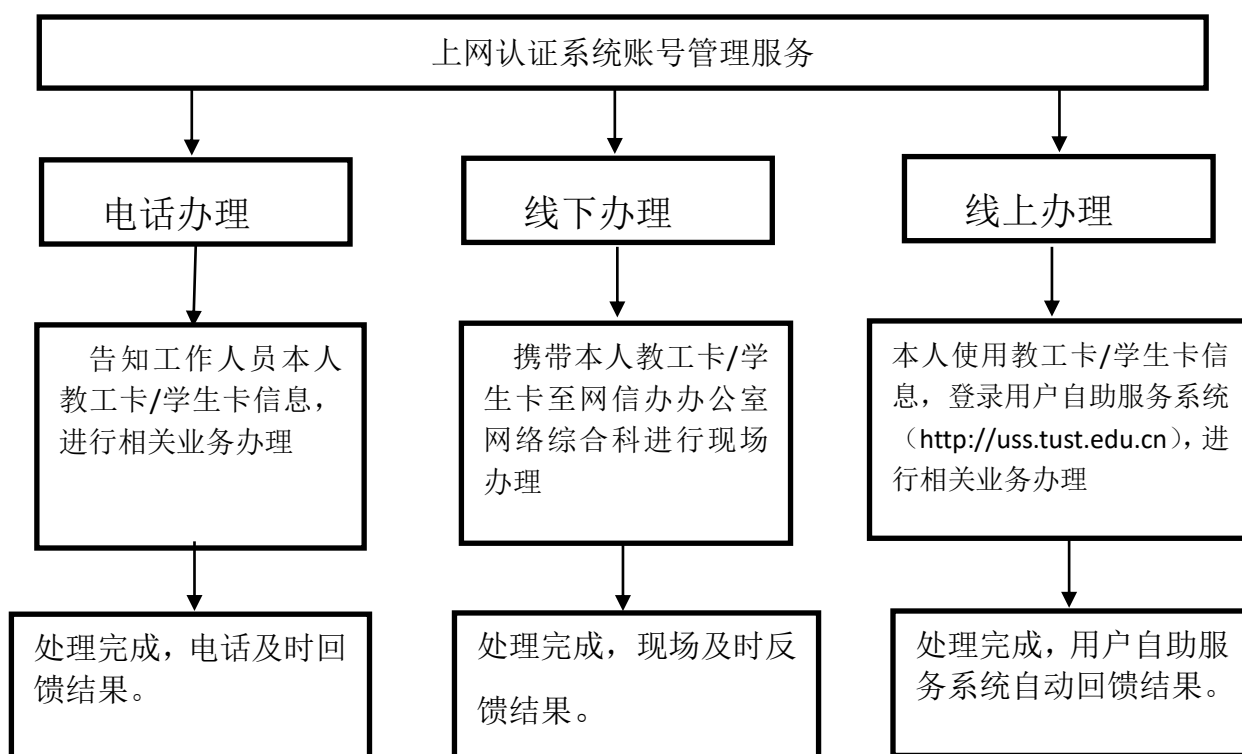 上网认证系统账号管理服务
电话办理
线下办理
线上办理
告知工作人员本人
教工卡/学生卡信息，
进行相关业务办理
携带本人教工卡/学
生卡至网信办办公室
网络综合科进行现场
办理
本人使用教工卡/学生卡信
息，登录用户自助服务系统
（http://uss.tust.edu.cn），进
行相关业务办理
处理完成，电话及时回
馈结果。
处理完成，现场及时反
馈结果。
处理完成，用户自助服
务系统自动回馈结果。